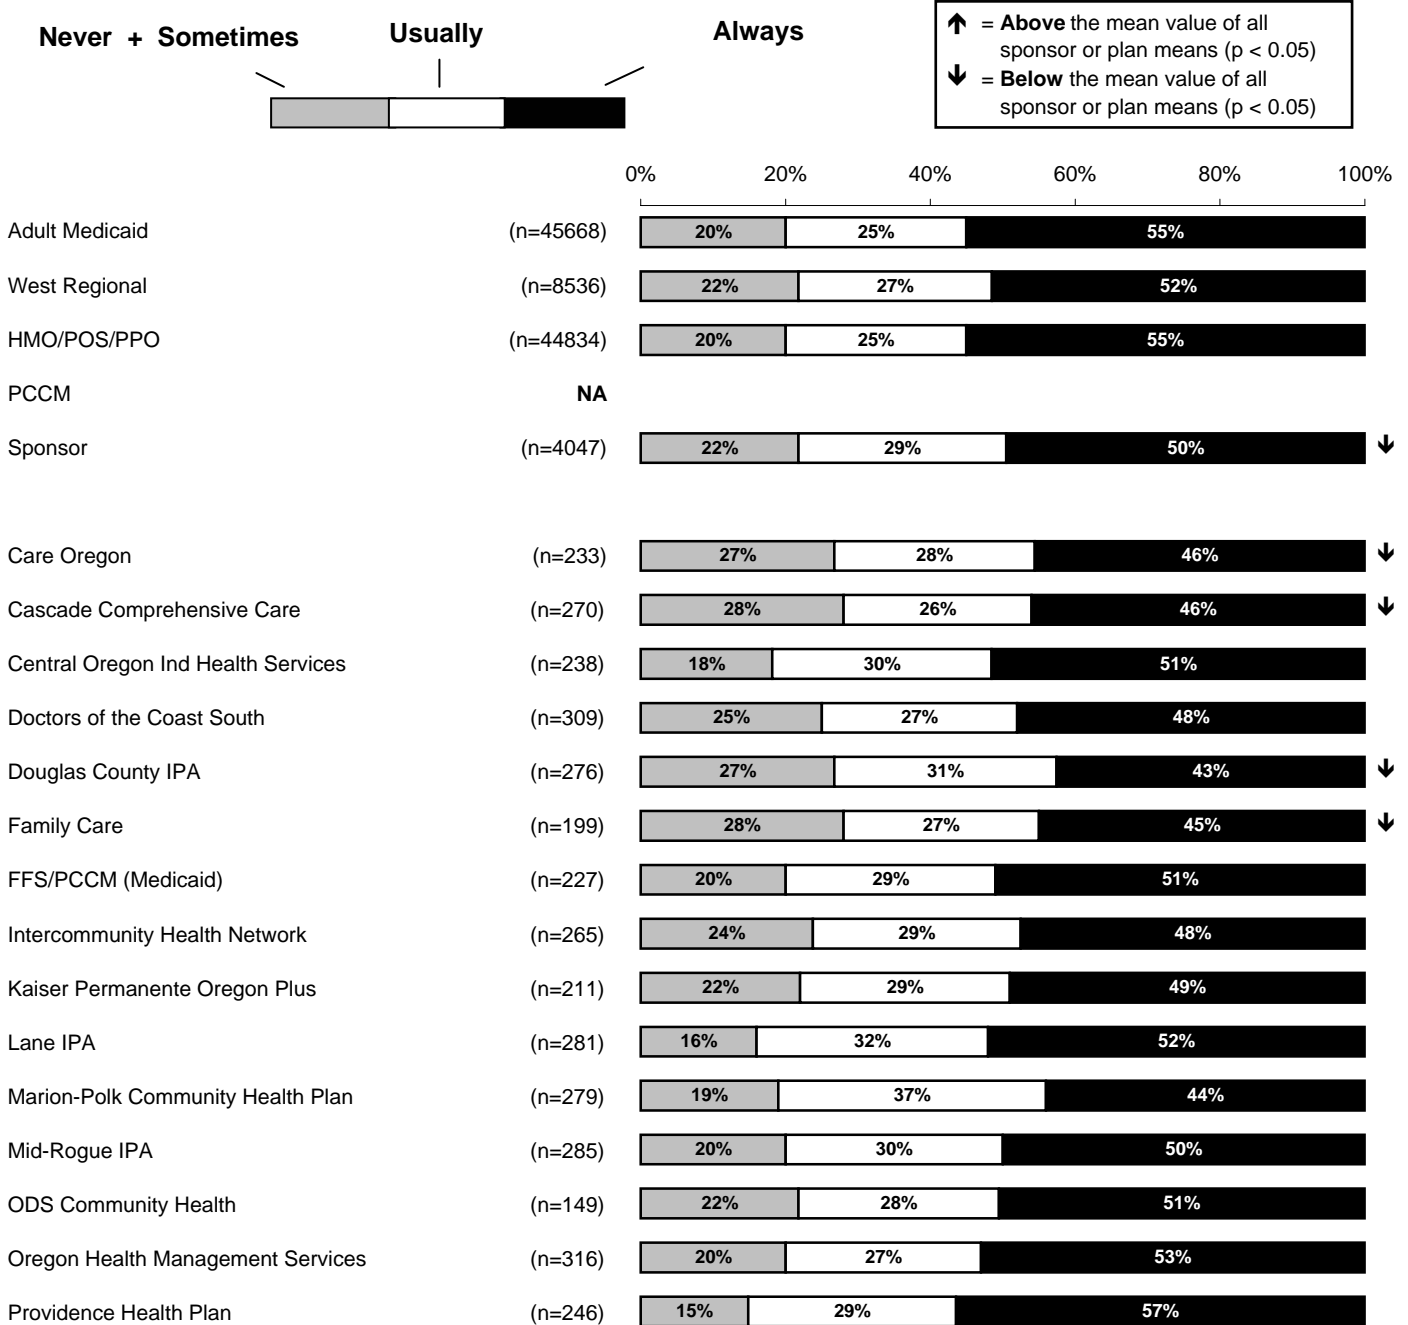 Never + Sometimes Usually Always
🡹 = Above the mean value of all
sponsor or plan means (p < 0.05)
🡻 = Below the mean value of all
sponsor or plan means (p < 0.05)
0% 20% 40% 60% 80% 100%
Adult Medicaid (n=45668) 20% 25% 55%
West Regional (n=8536) 22% 27% 52%
HMO/POS/PPO (n=44834) 20% 25% 55%
PCCM NA
Sponsor (n=4047) 22% 29% 50% 🡻
Care Oregon (n=233) 27% 28% 46% 🡻
Cascade Comprehensive Care (n=270) 28% 26% 46% 🡻
Central Oregon Ind Health Services (n=238) 18% 30% 51%
Doctors of the Coast South (n=309) 25% 27% 48%
Douglas County IPA (n=276) 27% 31% 43% 🡻
Family Care (n=199) 28% 27% 45% 🡻
FFS/PCCM (Medicaid) (n=227) 20% 29% 51%
Intercommunity Health Network (n=265) 24% 29% 48%
Kaiser Permanente Oregon Plus (n=211) 22% 29% 49%
Lane IPA (n=281) 16% 32% 52%
Marion-Polk Community Health Plan (n=279) 19% 37% 44%
Mid-Rogue IPA (n=285) 20% 30% 50%
ODS Community Health (n=149) 22% 28% 51%
Oregon Health Management Services (n=316) 20% 27% 53%
Providence Health Plan (n=246) 15% 29% 57%